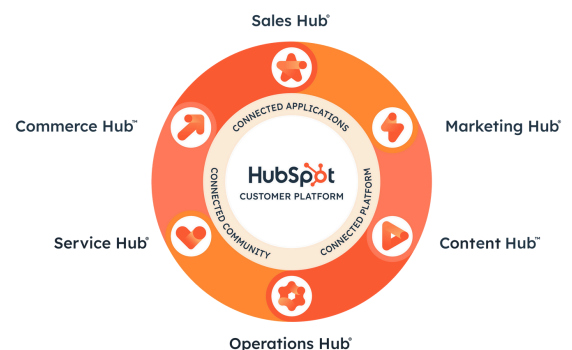 Sales Hub®
Commerce Hub™
Marketing Hub®
CONNECTED APPLICATIONS
HubSpot
CUSTOMER PLATFORM
CONNECTED COMMUNITY
CONNECTED PLATFORM
Service Hub®
Content Hub™
Operations Hub®